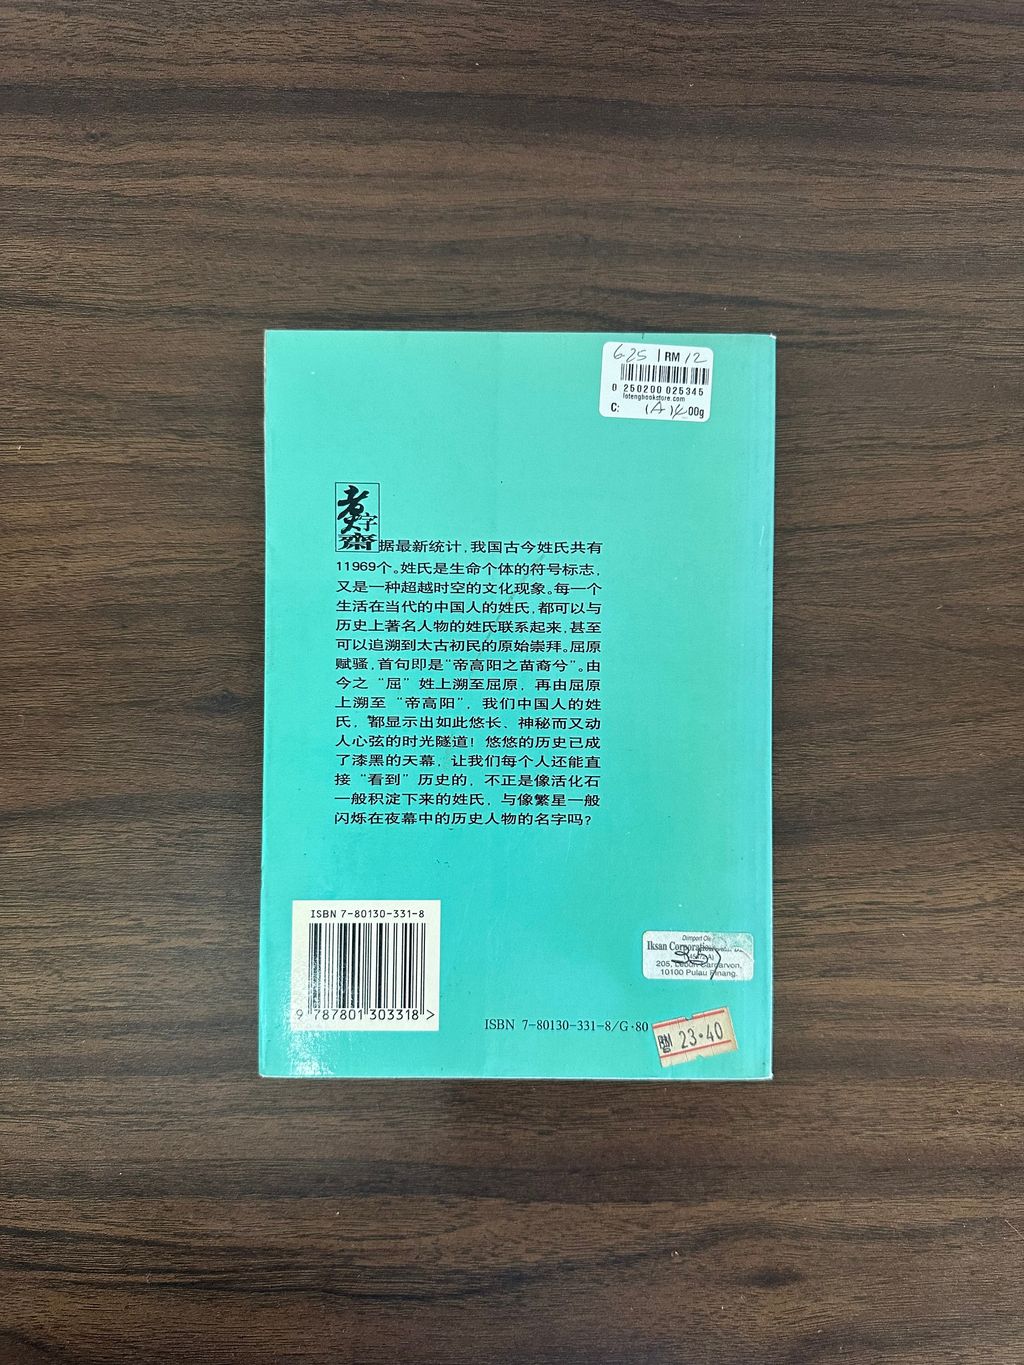 625 | RM 12
0 250200 025345
lotengbookstore.com
C: (A) 00g
煮字齋
据最新统计,我国古今姓氏共有
11969个。姓氏是生命个体的符号标志,
又是一种超越时空的文化现象。每一个
生活在当代的中国人的姓氏,都可以与
历史上著名人物的姓氏联系起来,甚至
可以追溯到太古初民的原始崇拜。屈原
赋骚,首句即是“帝高阳之苗裔兮”。由
今之“屈”姓上溯至屈原,再由屈原
上溯至“帝高阳”,我们中国人的姓
氏,都显示出如此悠长、神秘而又动
人心弦的时光隧道!悠悠的历史已成
了漆黑的天幕,让我们每个人还能直
接“看到”历史的,不正是像活化石
一般积淀下来的姓氏,与像繁星一般
闪烁在夜幕中的历史人物的名字吗?
ISBN 7-80130-331-8
9 787801 303318 >
Diimport Oleh
Iksan Corporation
205, Lebuh Carnarvon,
10100 Pulau Pinang.
ISBN 7-80130-331-8/G·80
RM 23.40